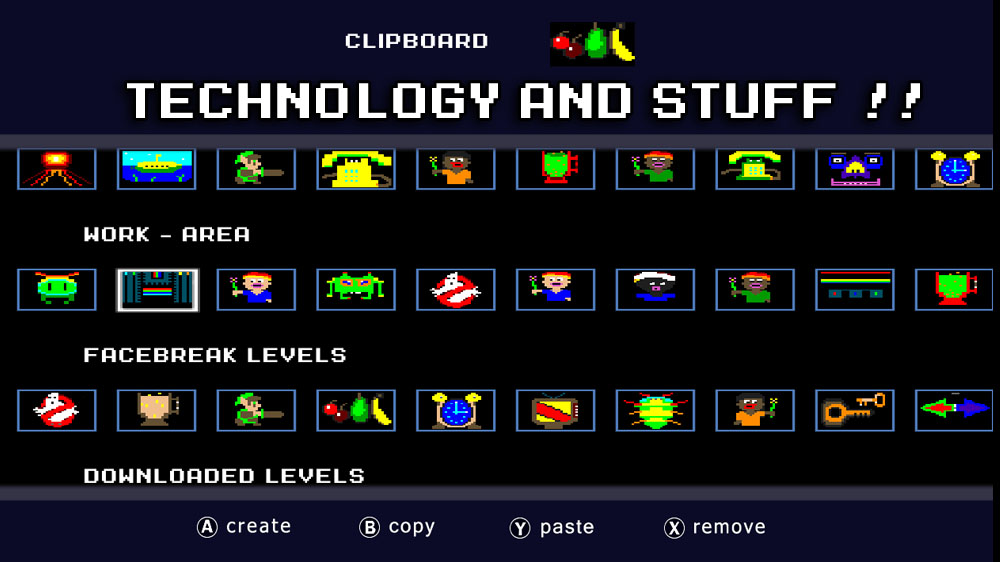 CLIPBOARD
TECHNOLOGY AND STUFF !!
WORK - AREA
FACEBREAK LEVELS
DOWNLOADED LEVELS
A create B copy Y paste X remove